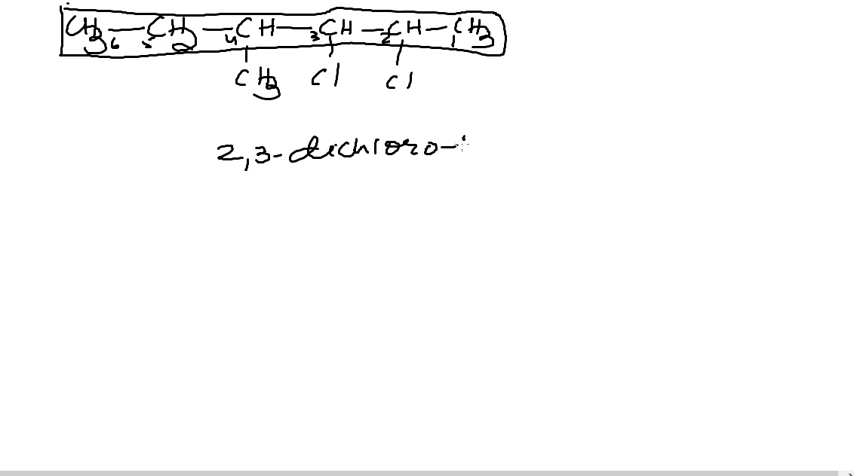 CH3 6 — 5 CH2 — 4 CH — 3 CH — 2 CH — 1 CH3
CH3 Cl Cl
2,3-dichloro-